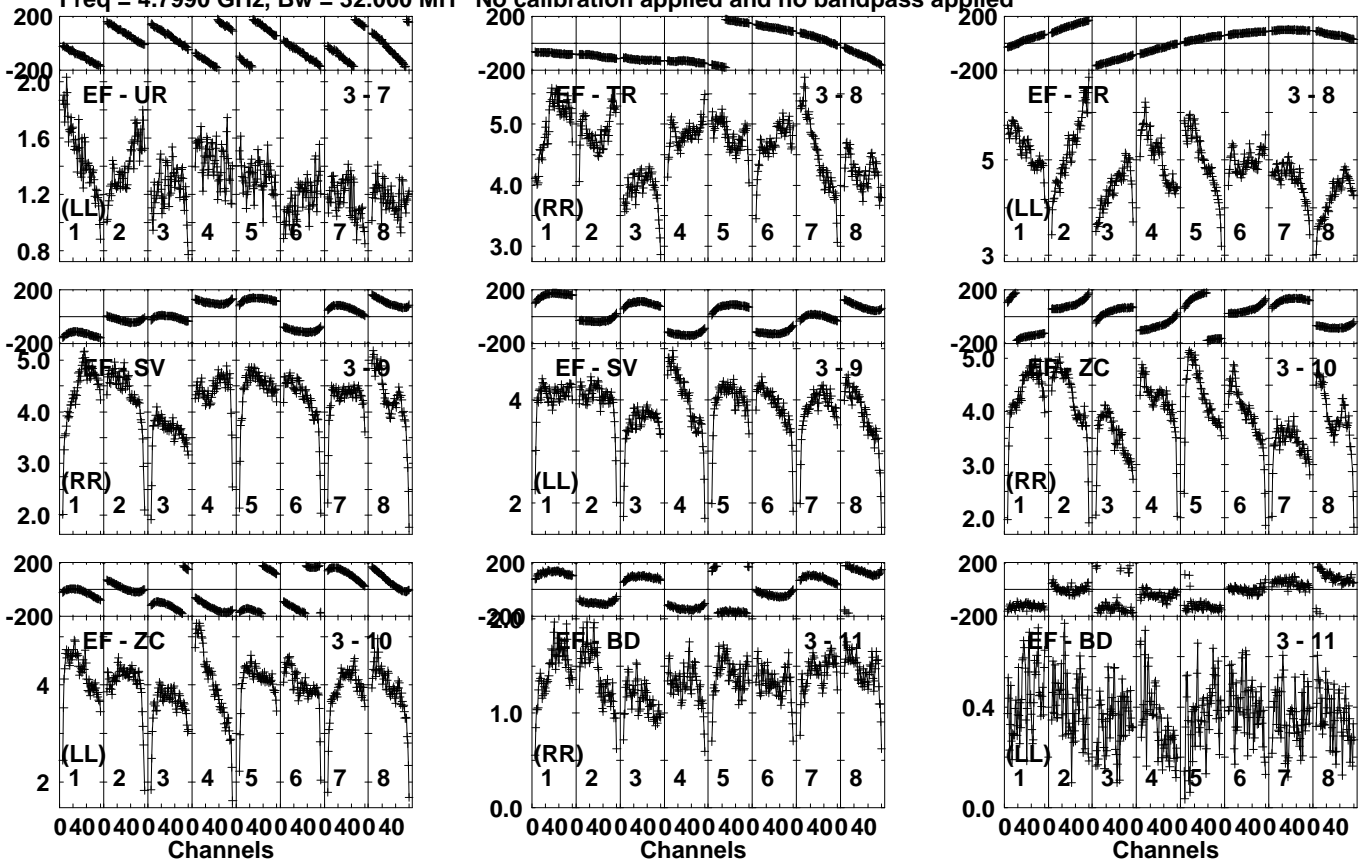 Freq = 4.7990 GHz, Bw = 32.000 MH No calibration applied and no bandpass applied
200 200 200
-200 -200 -200
2.0 EF - UR 3 - 7 EF - TR 3 - 8 EF - TR 3 - 8
1.6 5.0 5
1.2 4.0
(LL) (RR) (LL)
1 2 3 4 5 6 7 8 1 2 3 4 5 6 7 8 1 2 3 4 5 6 7 8
0.8 3.0 3
200 200 200
-200 -200 -200
5.0 EF - SV 3 - 9 EF - SV 3 - 9 5.0 EF - ZC 3 - 10
4.0 4 4.0
3.0 3.0
(RR) (LL) (RR)
1 2 3 4 5 6 7 8 1 2 3 4 5 6 7 8 1 2 3 4 5 6 7 8
2.0 2 2.0
200 200 200
-200 -200 -200
EF - ZC 3 - 10 2.0 EF - BD 3 - 11 EF - BD 3 - 11
4 1.0 0.4
(LL) (RR) (LL)
1 2 3 4 5 6 7 8 1 2 3 4 5 6 7 8 1 2 3 4 5 6 7 8
2 0.0 0.0
0 40 0 40 0 40 0 40 0 40 0 40 0 40 0 40 0 40 0 40 0 40 0 40 0 40 0 40 0 40 0 40 0 40 0 40 0 40 0 40 0 40 0 40 0 40 0 40
Channels Channels Channels